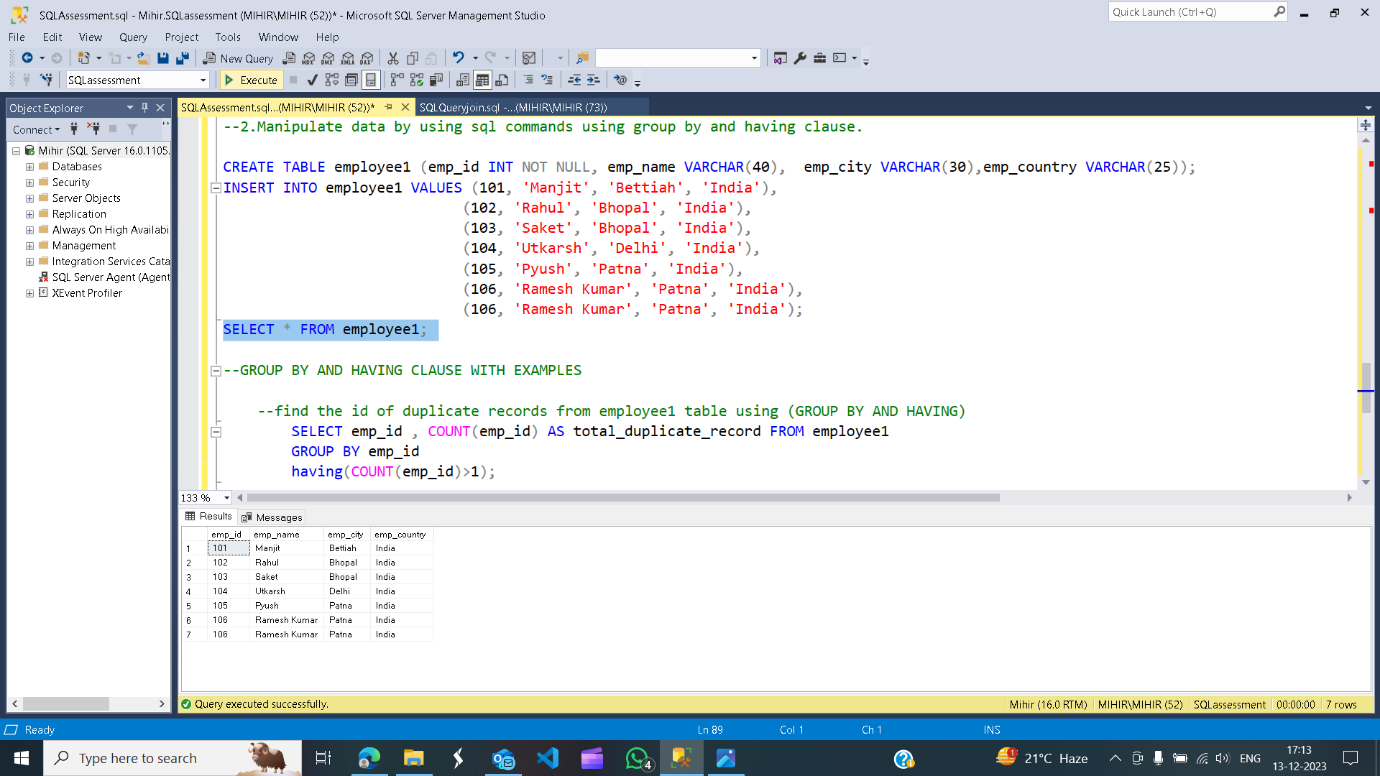 SQLAssessment.sql - Mihir.SQLassessment (MIHIR\MIHIR (52))* - Microsoft SQL Server Management Studio
Quick Launch (Ctrl+Q)
File Edit View Query Project Tools Window Help
New Query
SQLassessment
Execute
Object Explorer
SQLAssessment.sql...(MIHIR\MIHIR (52))*
SQLQueryjoin.sql -...(MIHIR\MIHIR (73))
Connect
Mihir (SQL Server 16.0.1105.
Databases
Security
Server Objects
Replication
Always On High Availabi
Management
Integration Services Cata
SQL Server Agent (Agent
XEvent Profiler
--2.Manipulate data by using sql commands using group by and having clause.
CREATE TABLE employee1 (emp_id INT NOT NULL, emp_name VARCHAR(40),  emp_city VARCHAR(30),emp_country VARCHAR(25));
INSERT INTO employee1 VALUES (101, 'Manjit', 'Bettiah', 'India'),
(102, 'Rahul', 'Bhopal', 'India'),
(103, 'Saket', 'Bhopal', 'India'),
(104, 'Utkarsh', 'Delhi', 'India'),
(105, 'Pyush', 'Patna', 'India'),
(106, 'Ramesh Kumar', 'Patna', 'India'),
(106, 'Ramesh Kumar', 'Patna', 'India');
SELECT * FROM employee1;
--GROUP BY AND HAVING CLAUSE WITH EXAMPLES
--find the id of duplicate records from employee1 table using (GROUP BY AND HAVING)
SELECT emp_id , COUNT(emp_id) AS total_duplicate_record FROM employee1
GROUP BY emp_id
having(COUNT(emp_id)>1);
133 %
Results Messages
emp_id emp_name emp_city emp_country
1 101 Manjit Bettiah India
2 102 Rahul Bhopal India
3 103 Saket Bhopal India
4 104 Utkarsh Delhi India
5 105 Pyush Patna India
6 106 Ramesh Kumar Patna India
7 106 Ramesh Kumar Patna India
Query executed successfully.
Mihir (16.0 RTM) MIHIR\MIHIR (52) SQLassessment 00:00:00 7 rows
Ready
Ln 89 Col 1 Ch 1 INS
Type here to search
4
1
21°C Haze
ENG
17:13
13-12-2023